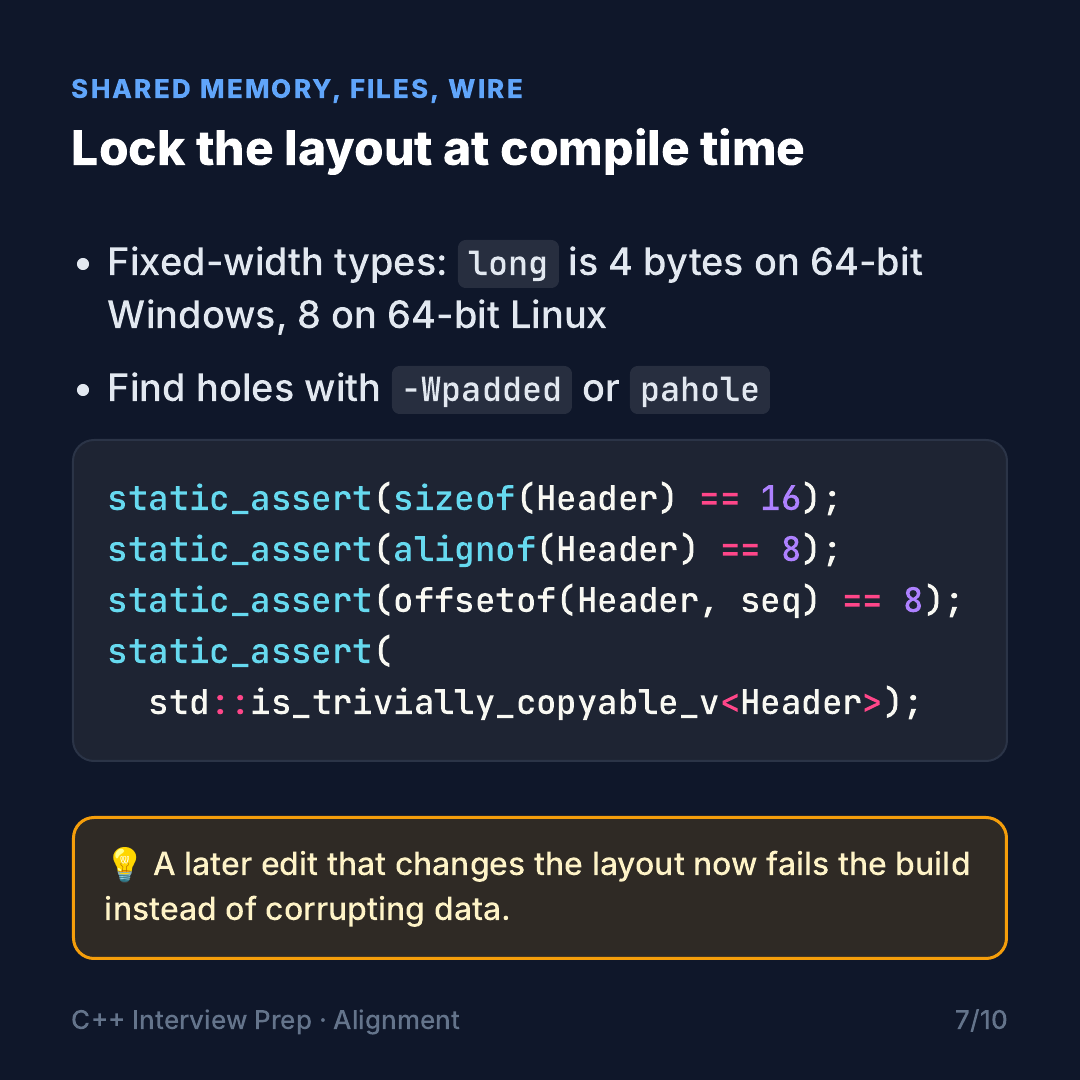 SHARED MEMORY, FILES, WIRE
Lock the layout at compile time
• Fixed-width types: long is 4 bytes on 64-bit
Windows, 8 on 64-bit Linux
• Find holes with -Wpadded or pahole
static_assert(sizeof(Header) == 16);
static_assert(alignof(Header) == 8);
static_assert(offsetof(Header, seq) == 8);
static_assert(
  std::is_trivially_copyable_v<Header>);
💡 A later edit that changes the layout now fails the build
instead of corrupting data.
C++ Interview Prep · Alignment
7/10